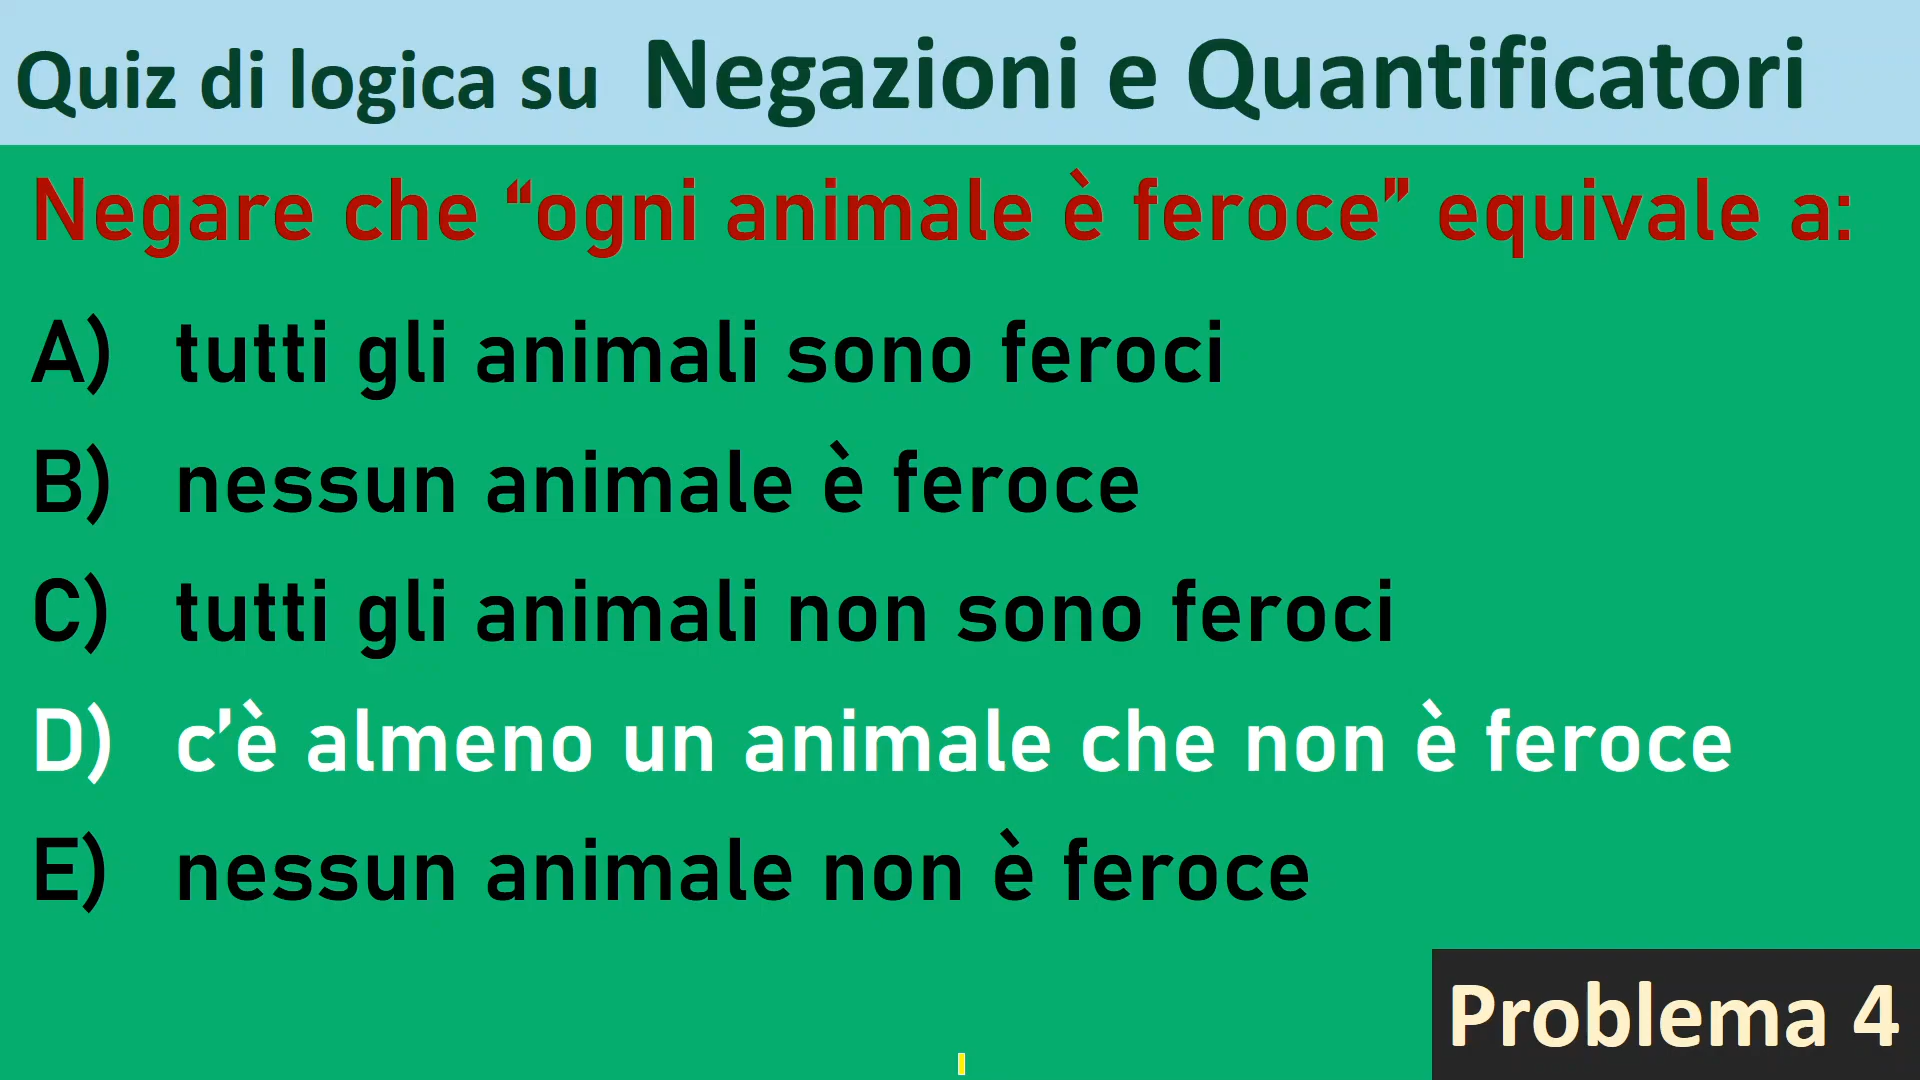 Quiz di logica su Negazioni e Quantificatori
Negare che “ogni animale è feroce” equivale a:
A) tutti gli animali sono feroci
B) nessun animale è feroce
C) tutti gli animali non sono feroci
D) c’è almeno un animale che non è feroce
E) nessun animale non è feroce
Problema 4